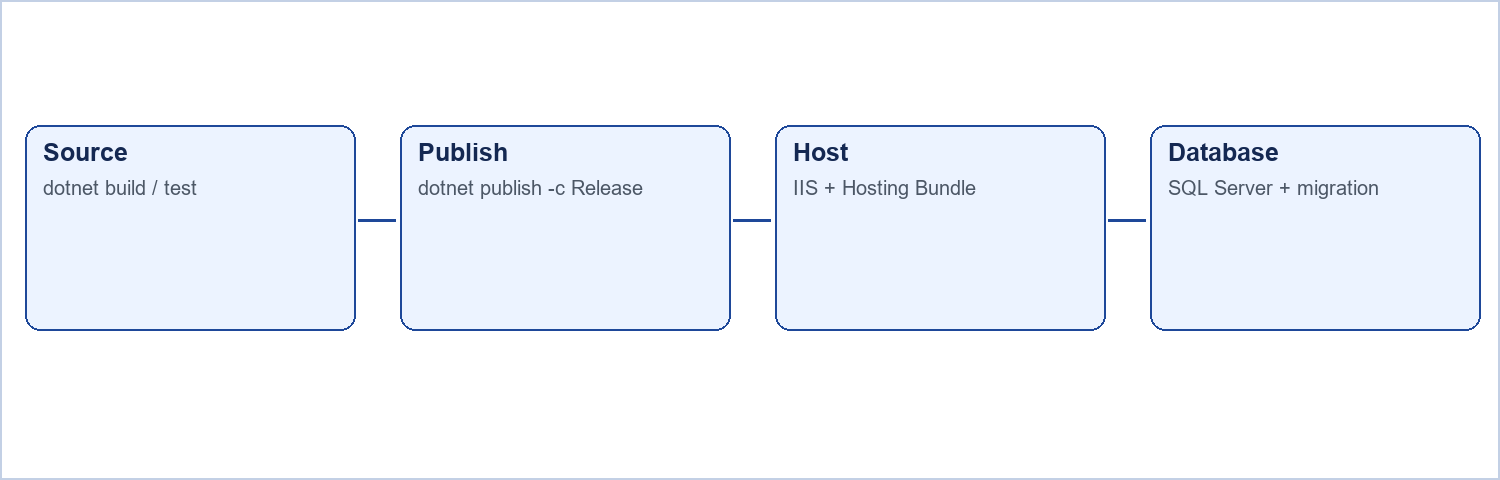 Source
dotnet build / test
Publish
dotnet publish -c Release
Host
IIS + Hosting Bundle
Database
SQL Server + migration